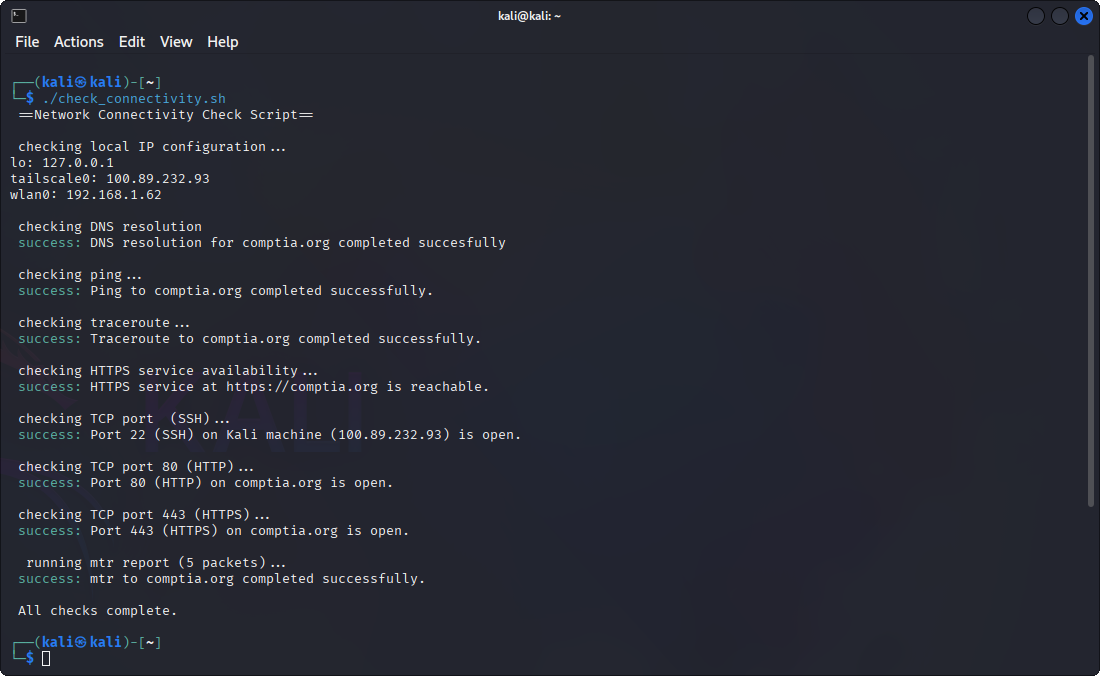 kali@kali: ~
File Actions Edit View Help
┌──(kali㉿kali)-[~]
└─$ ./check_connectivity.sh
==Network Connectivity Check Script==
checking local IP configuration...
lo: 127.0.0.1
tailscale0: 100.89.232.93
wlan0: 192.168.1.62
checking DNS resolution
success: DNS resolution for comptia.org completed succesfully
checking ping...
success: Ping to comptia.org completed successfully.
checking traceroute...
success: Traceroute to comptia.org completed successfully.
checking HTTPS service availability...
success: HTTPS service at https://comptia.org is reachable.
checking TCP port  (SSH)...
success: Port 22 (SSH) on Kali machine (100.89.232.93) is open.
checking TCP port 80 (HTTP)...
success: Port 80 (HTTP) on comptia.org is open.
checking TCP port 443 (HTTPS)...
success: Port 443 (HTTPS) on comptia.org is open.
running mtr report (5 packets)...
success: mtr to comptia.org completed successfully.
All checks complete.
┌──(kali㉿kali)-[~]
└─$
KALI